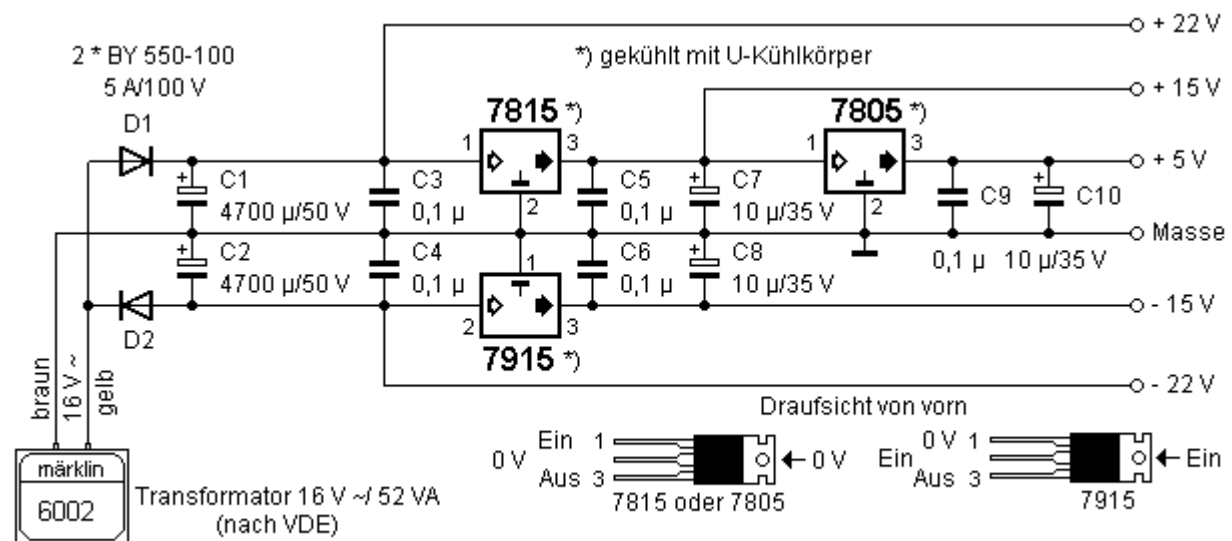 + 22 V
2 * BY 550-100
5 A/100 V
*) gekühlt mit U-Kühlkörper
+ 15 V
D1
7815 *)
7805 *)
1
3
1
3
+ 5 V
C1
4700 µ/50 V
C3
0,1 µ
2
C5
0,1 µ
C7
10 µ/35 V
2
C9
C10
Masse
0,1 µ
10 µ/35 V
C2
4700 µ/50 V
C4
0,1 µ
1
C6
0,1 µ
C8
10 µ/35 V
- 15 V
D2
2
3
7915 *)
- 22 V
braun
16 V ~
gelb
Draufsicht von vorn
märklin
6002
Transformator 16 V ~/ 52 VA
(nach VDE)
Ein 1
0 V
Aus 3
0 V
7815 oder 7805
0 V 1
Ein
Aus 3
Ein
7915